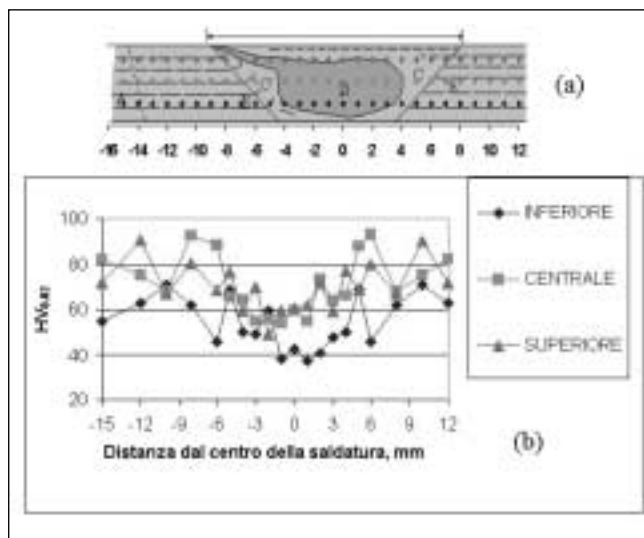 (a)
-16 -14 -12 -10 -8 -6 -4 -2 0 2 4 6 8 10 12
100
80
60
40
20
-15 -12 -9 -6 -3 0 3 6 9 12
Distanza dal centro della saldatura, mm
INFERIORE
CENTRALE
SUPERIORE
(b)